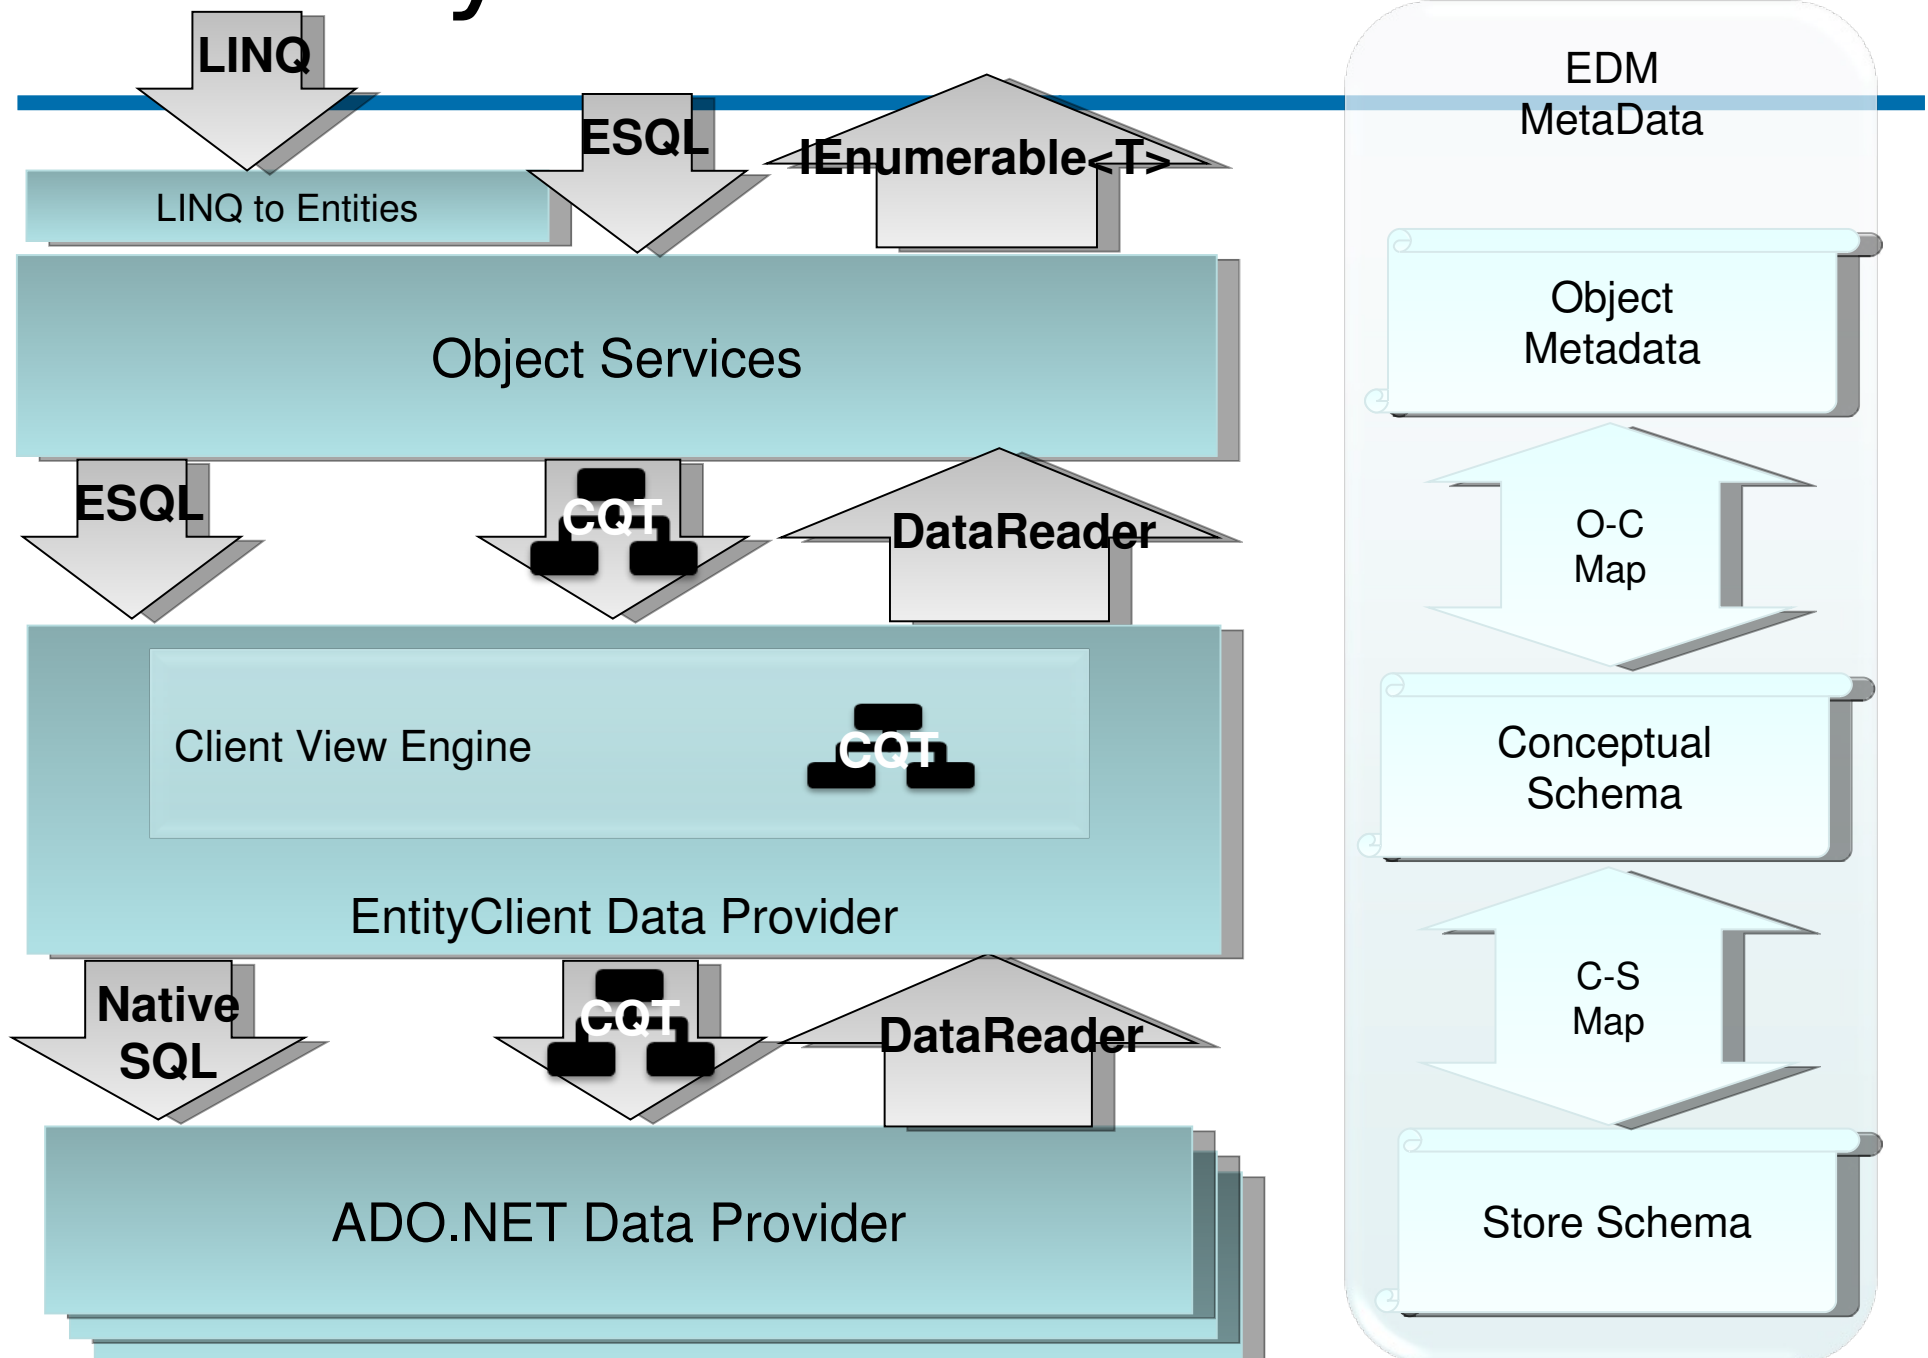 LINQ
ESQL
IEnumerable<T>
LINQ to Entities
Object Services
ESQL
CQT
DataReader
Client View Engine
CQT
EntityClient Data Provider
Native
SQL
CQT
DataReader
ADO.NET Data Provider
EDM
MetaData
Object
Metadata
O-C
Map
Conceptual
Schema
C-S
Map
Store Schema